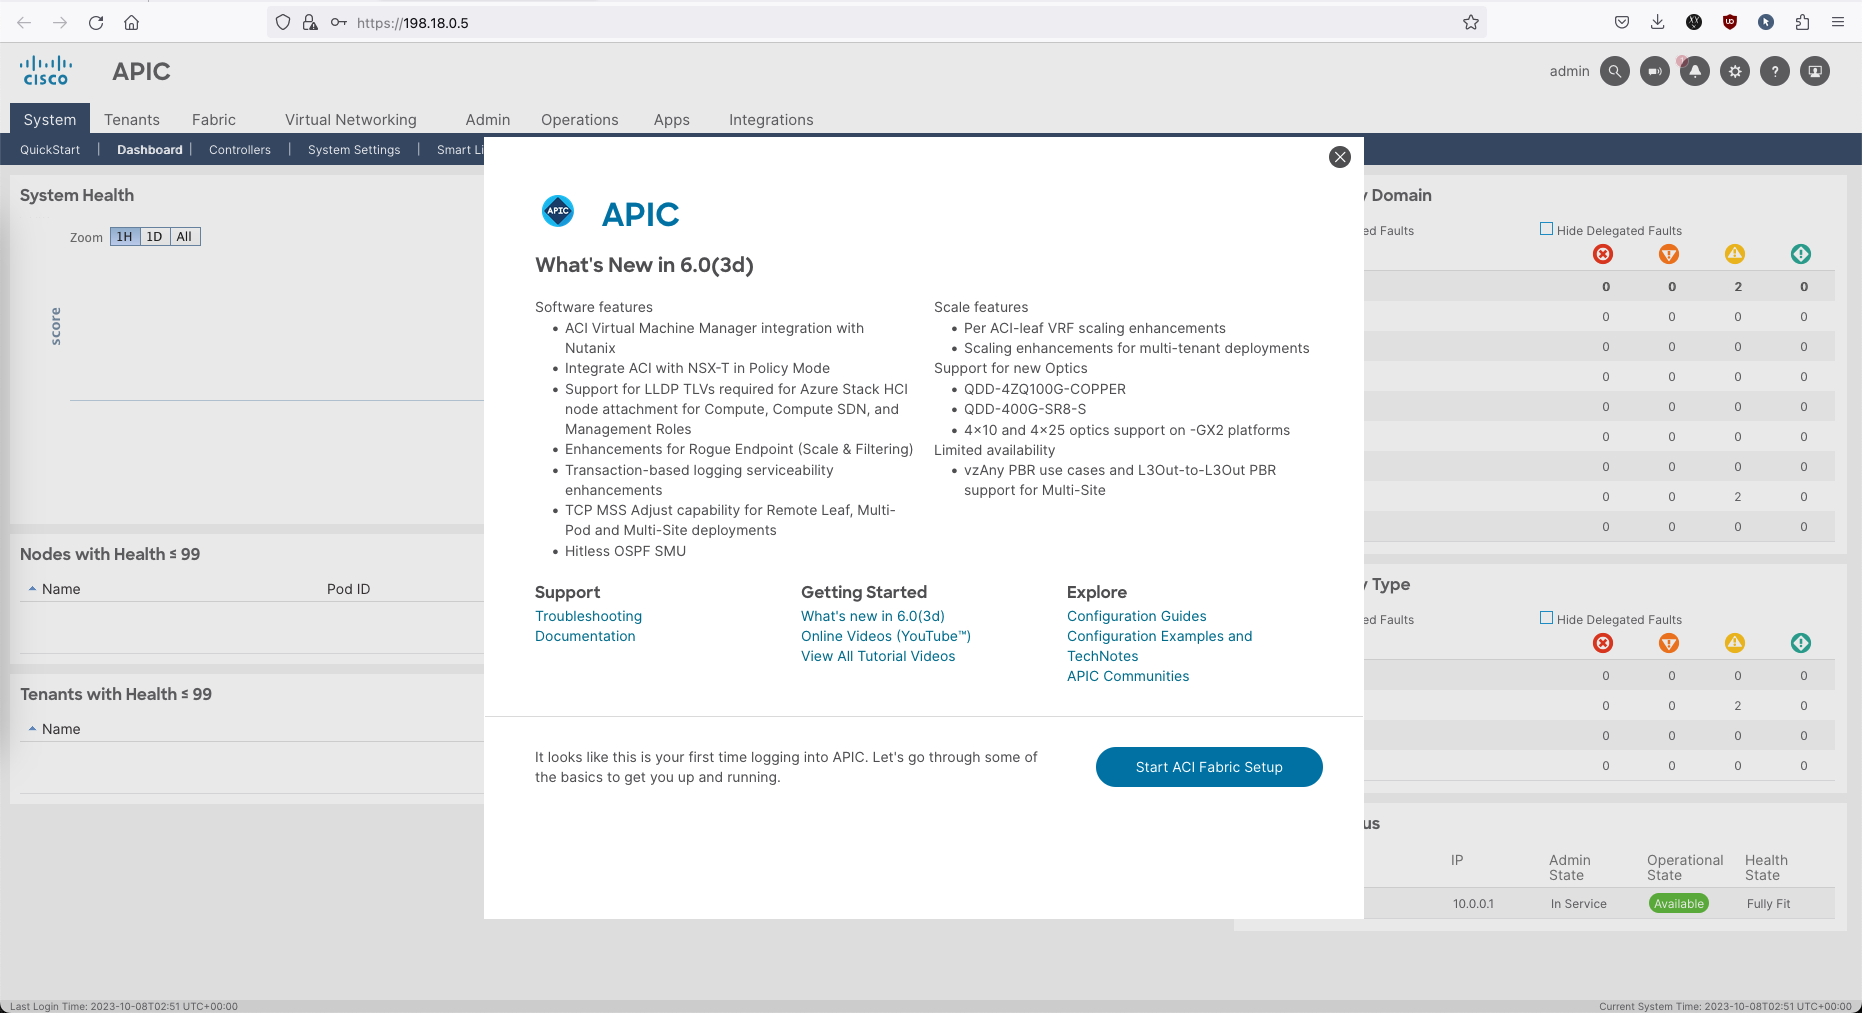 https://198.18.0.5
cisco
APIC
admin
System Tenants Fabric Virtual Networking Admin Operations Apps Integrations
QuickStart | Dashboard | Controllers | System Settings | Smart Li
System Health
Zoom 1H 1D All
score
Nodes with Health ≤ 99
Name Pod ID
Tenants with Health ≤ 99
Name
APIC APIC
What's New in 6.0(3d)
Software features
• ACI Virtual Machine Manager integration with
Nutanix
• Integrate ACI with NSX-T in Policy Mode
• Support for LLDP TLVs required for Azure Stack HCI
node attachment for Compute, Compute SDN, and
Management Roles
• Enhancements for Rogue Endpoint (Scale & Filtering)
• Transaction-based logging serviceability
enhancements
• TCP MSS Adjust capability for Remote Leaf, Multi-
Pod and Multi-Site deployments
• Hitless OSPF SMU
Scale features
• Per ACI-leaf VRF scaling enhancements
• Scaling enhancements for multi-tenant deployments
Support for new Optics
• QDD-4ZQ100G-COPPER
• QDD-400G-SR8-S
• 4x10 and 4x25 optics support on -GX2 platforms
Limited availability
• vzAny PBR use cases and L3Out-to-L3Out PBR
support for Multi-Site
Support
Troubleshooting
Documentation
Getting Started
What's new in 6.0(3d)
Online Videos (YouTube™)
View All Tutorial Videos
Explore
Configuration Guides
Configuration Examples and
TechNotes
APIC Communities
It looks like this is your first time logging into APIC. Let's go through some of
the basics to get you up and running.
Start ACI Fabric Setup
y Domain
ed Faults Hide Delegated Faults
0 0 2 0
0 0 0 0
0 0 0 0
0 0 0 0
0 0 0 0
0 0 0 0
0 0 0 0
0 0 2 0
0 0 0 0
y Type
ed Faults Hide Delegated Faults
0 0 0 0
0 0 2 0
0 0 0 0
0 0 0 0
us
IP Admin Operational Health
State State State
10.0.0.1 In Service Available Fully Fit
Last Login Time: 2023-10-08T02:51 UTC+00:00
Current System Time: 2023-10-08T02:51 UTC+00:00